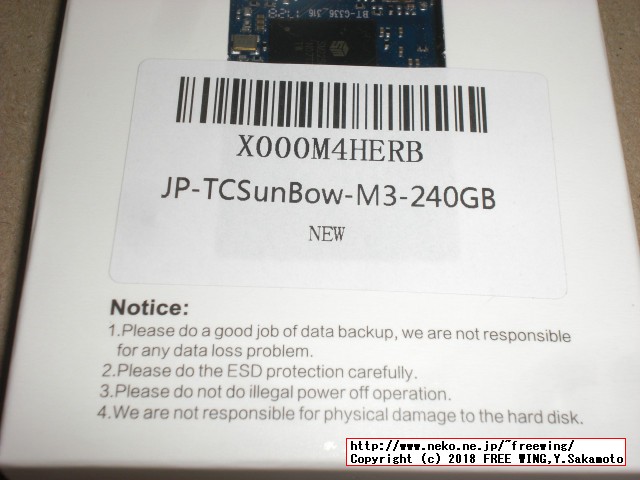 BT-G336_316
X000M4HERB
JP-TCSunBow-M3-240GB
NEW
Notice:
1.Please do a good job of data backup, we are not responsible
for any data loss problem.
2.Please do the ESD protection carefully.
3.Please do not do illegal power off operation.
4.We are not responsible for physical damage to the hard disk.
http://www.neko.ne.jp/~freewing/
Copyright (c) 2018 FREE WING,Y.Sakamoto